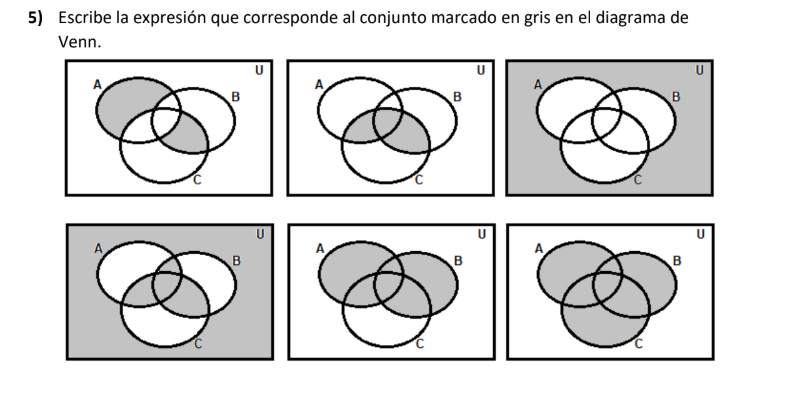 5) Escribe la expresión que corresponde al conjunto marcado en gris en el diagrama de
Venn.
U
A
B
C
U
A
B
C
U
A
B
C
U
A
B
C
U
A
B
C
U
A
B
C